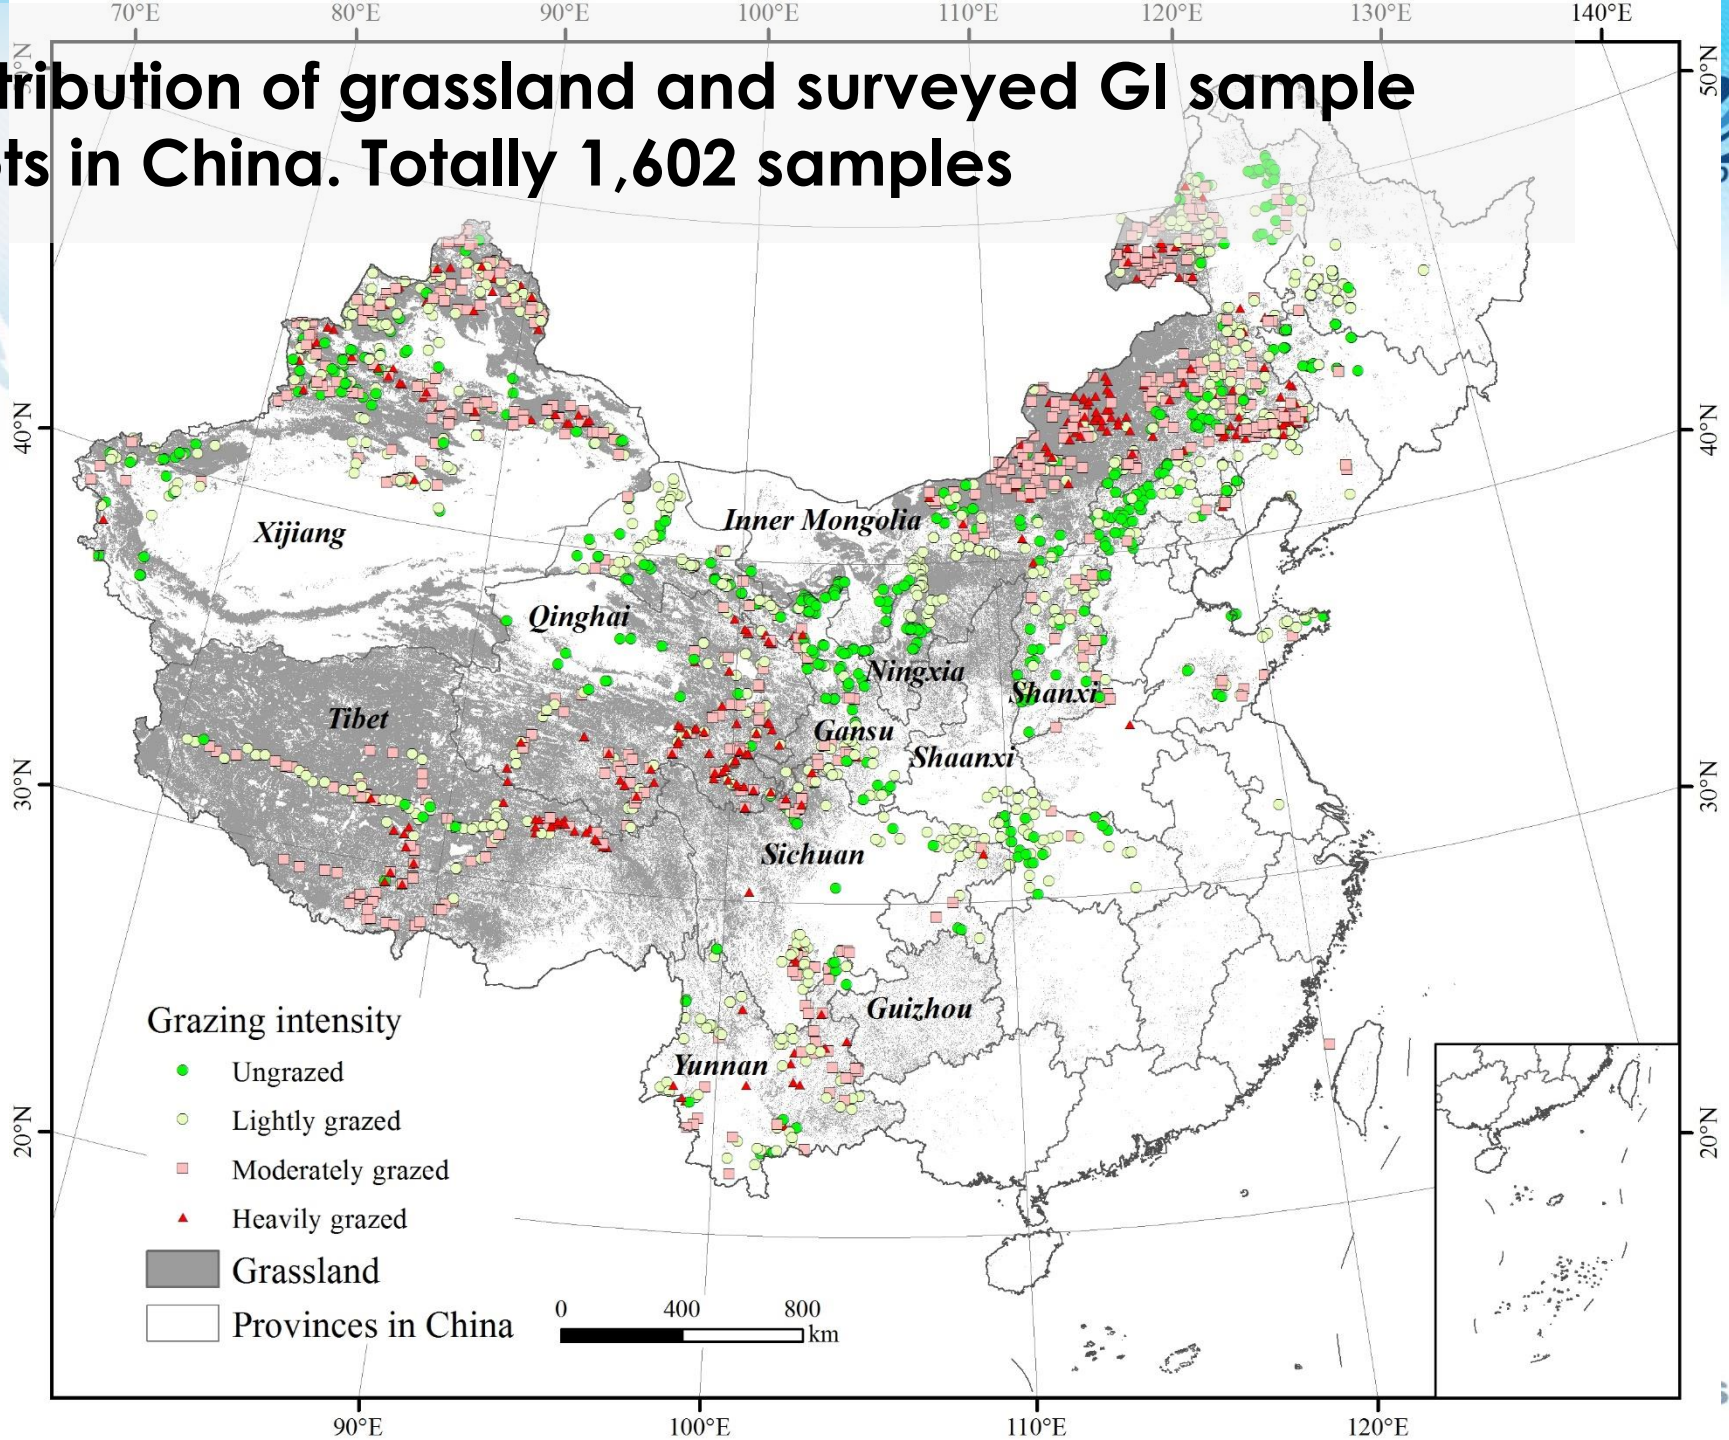 70°E 80°E 90°E 100°E 110°E 120°E 130°E 140°E
tribution of grassland and surveyed GI sample
ts in China. Totally 1,602 samples
50°N
40°N
40°N
30°N
30°N
20°N
20°N
Xijiang
Inner Mongolia
Qinghai
Ningxia
Shanxi
Tibet
Gansu
Shaanxi
Sichuan
Guizhou
Yunnan
Grazing intensity
Ungrazed
Lightly grazed
Moderately grazed
Heavily grazed
Grassland
Provinces in China
0 400 800
km
90°E 100°E 110°E 120°E